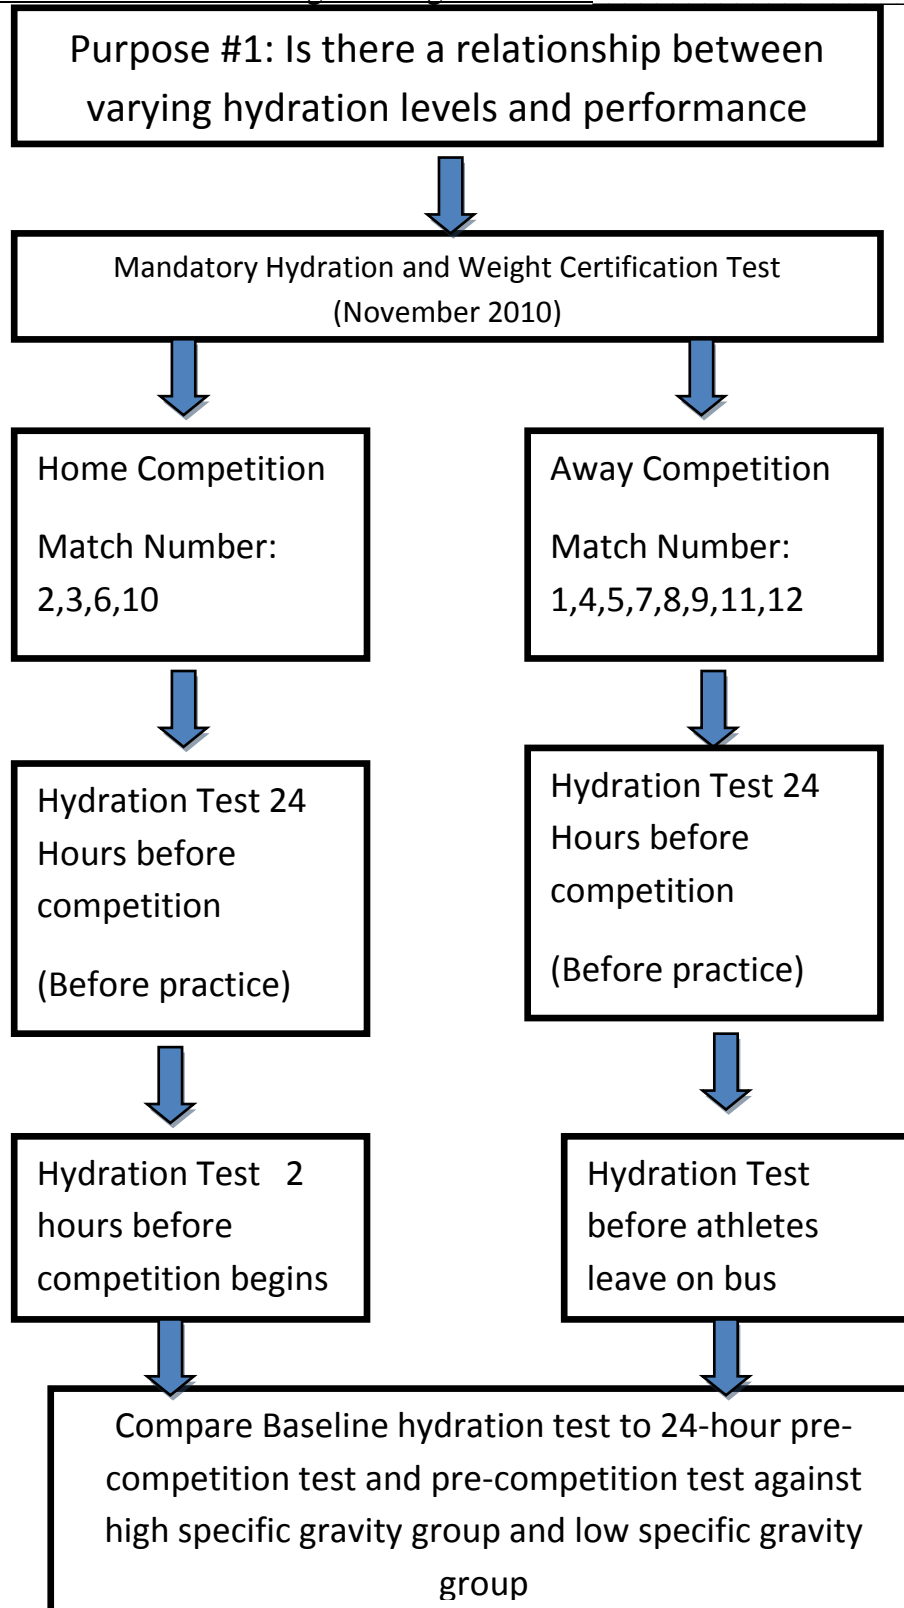 Purpose #1: Is there a relationship between
varying hydration levels and performance
Mandatory Hydration and Weight Certification Test
(November 2010)
Home Competition
Match Number:
2,3,6,10
Away Competition
Match Number:
1,4,5,7,8,9,11,12
Hydration Test 24
Hours before
competition
(Before practice)
Hydration Test 24
Hours before
competition
(Before practice)
Hydration Test 2
hours before
competition begins
Hydration Test
before athletes
leave on bus
Compare Baseline hydration test to 24-hour pre-
competition test and pre-competition test against
high specific gravity group and low specific gravity
group